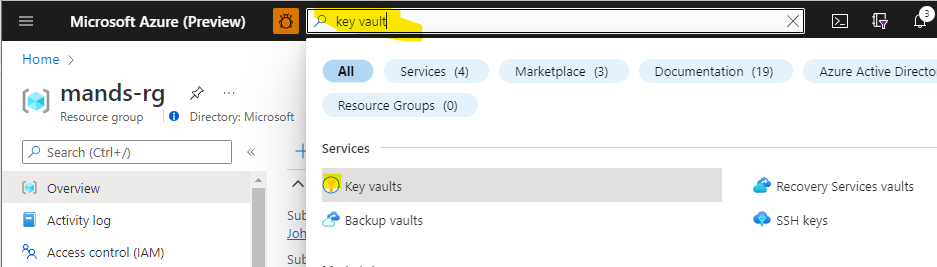 Microsoft Azure (Preview)
key vault
3
Home
mands-rg
Resource group
Directory: Microsoft
Search (Ctrl+/)
Overview
Activity log
Access control (IAM)
Sub
Joh
Sub
All
Services (4)
Marketplace (3)
Documentation (19)
Azure Active Directo
Resource Groups (0)
Services
Key vaults
Recovery Services vaults
Backup vaults
SSH keys